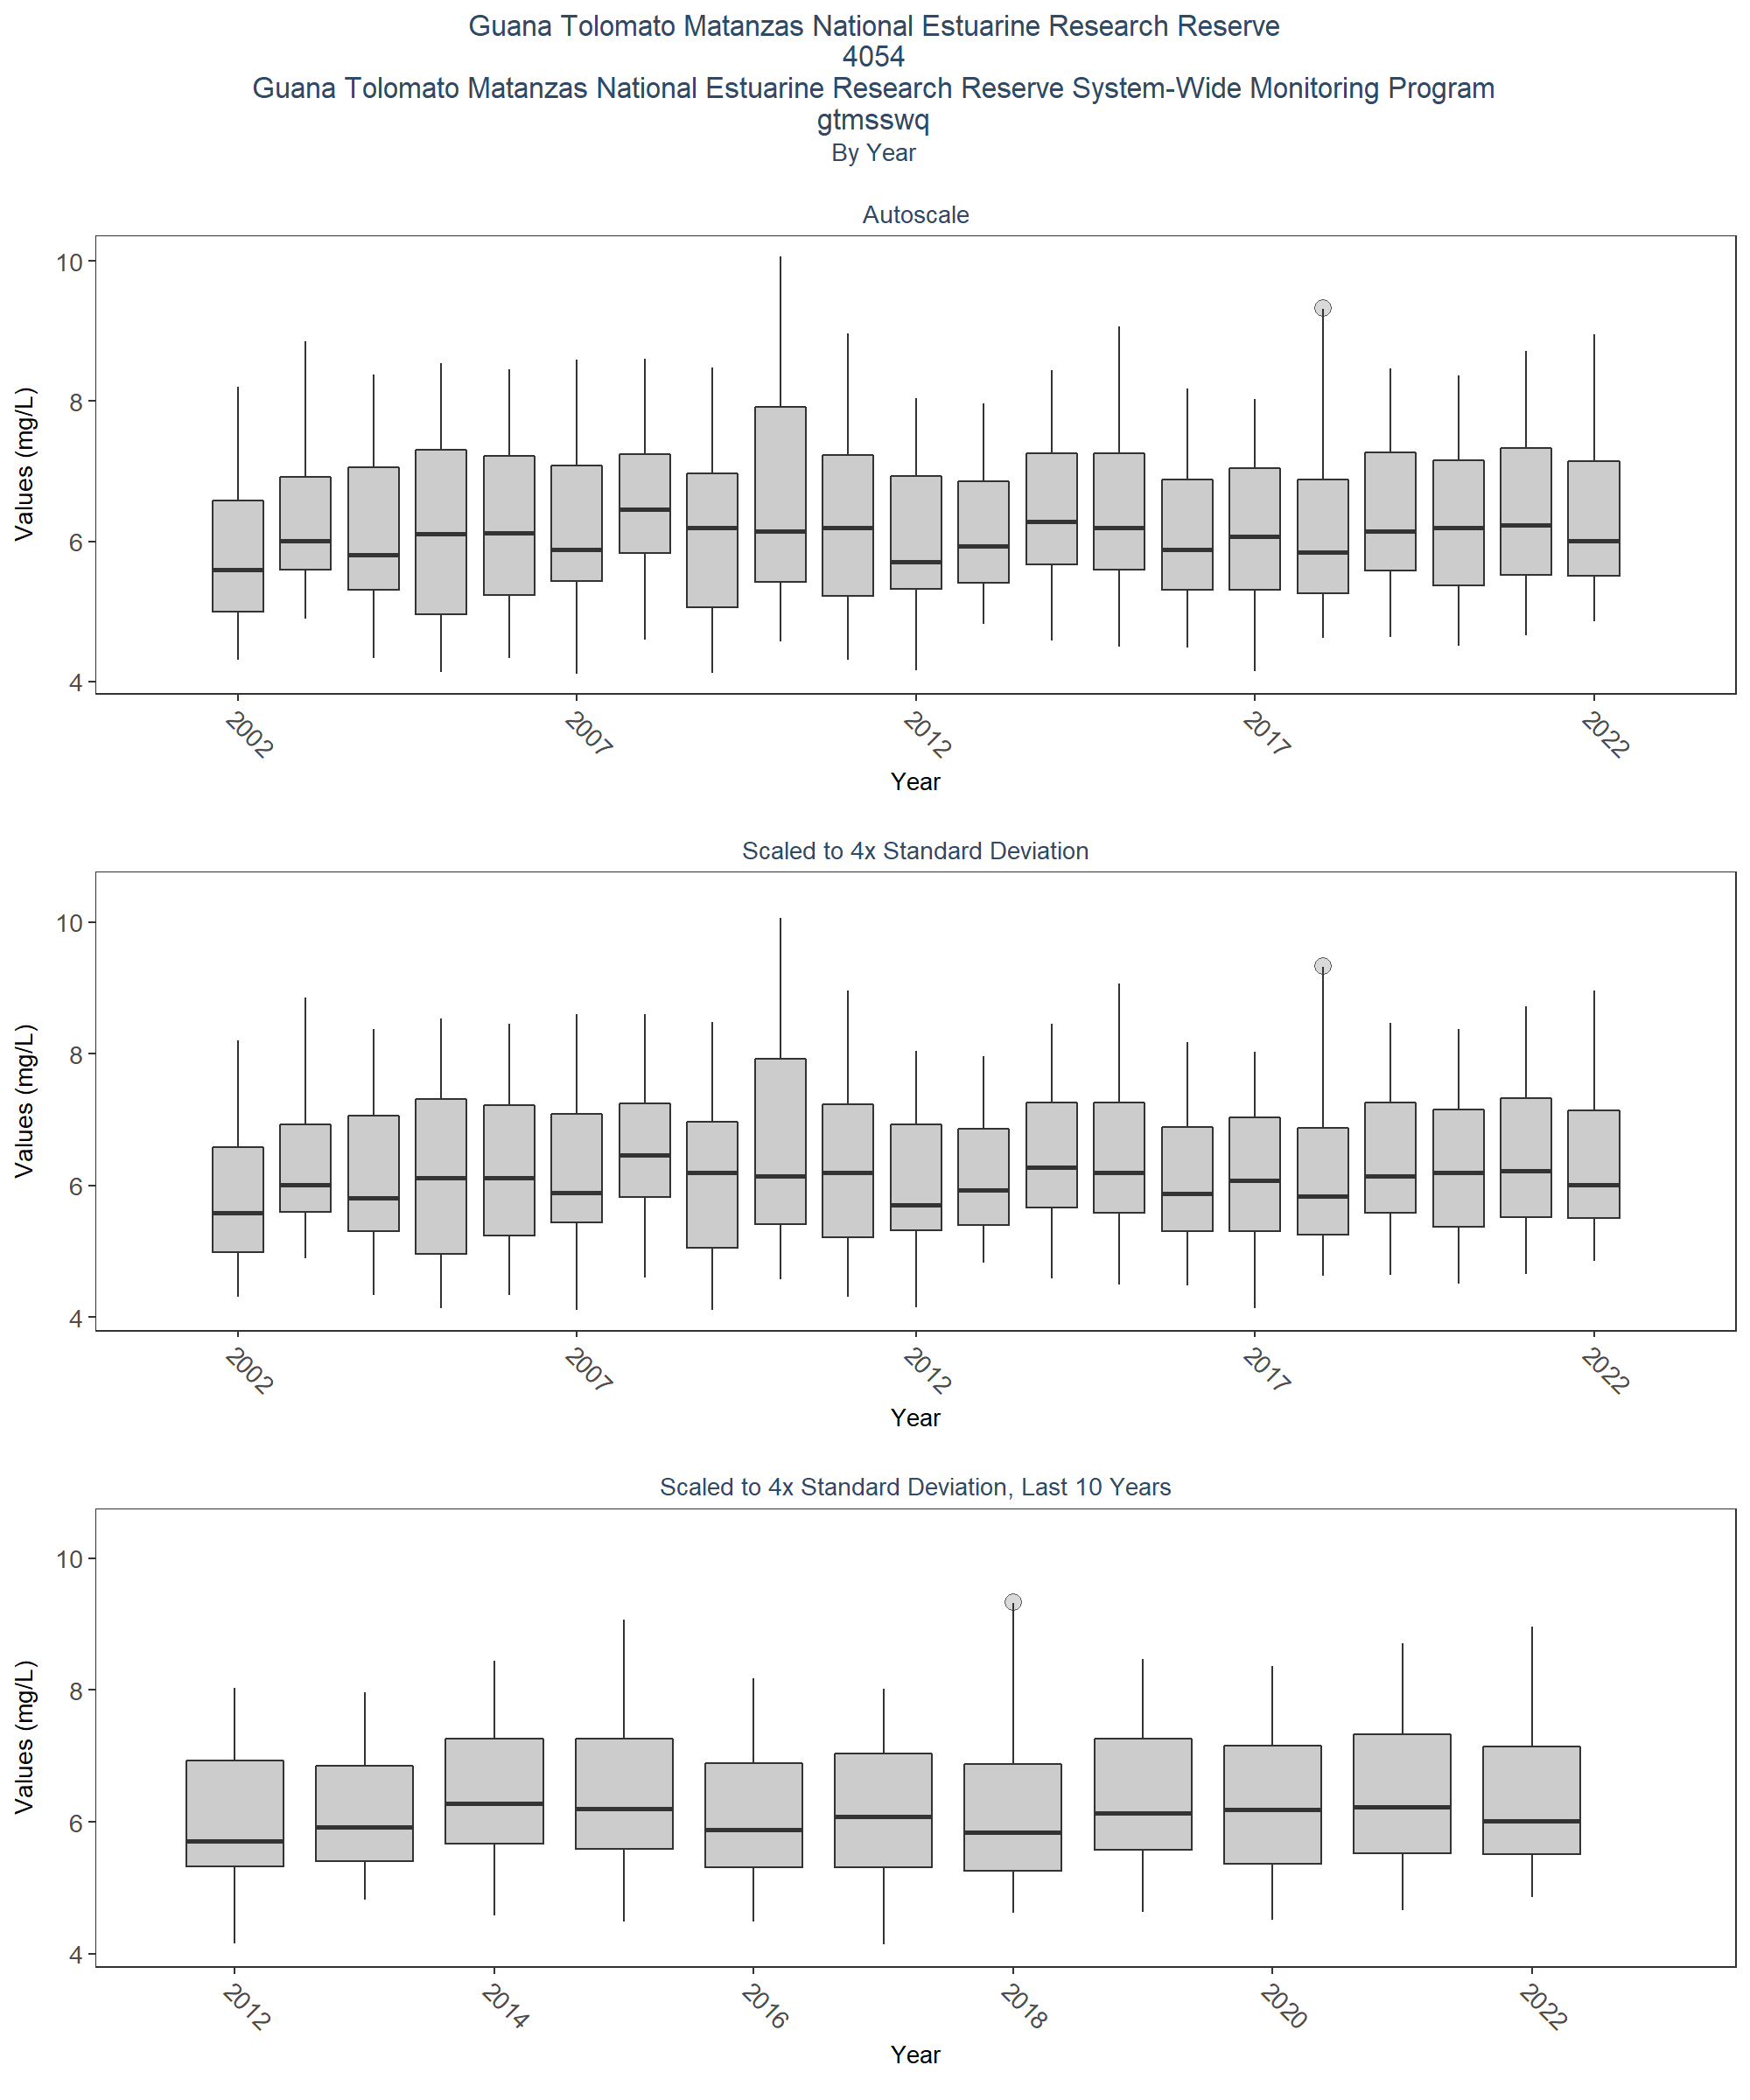 Guana Tolomato Matanzas National Estuarine Research Reserve
4054
Guana Tolomato Matanzas National Estuarine Research Reserve System-Wide Monitoring Program
gtmsswq
By Year
Autoscale
Values (mg/L)
10
8
6
4
2002
2007
2012
2017
2022
Year
Scaled to 4x Standard Deviation
Values (mg/L)
10
8
6
4
2002
2007
2012
2017
2022
Year
Scaled to 4x Standard Deviation, Last 10 Years
Values (mg/L)
10
8
6
4
2012
2014
2016
2018
2020
2022
Year